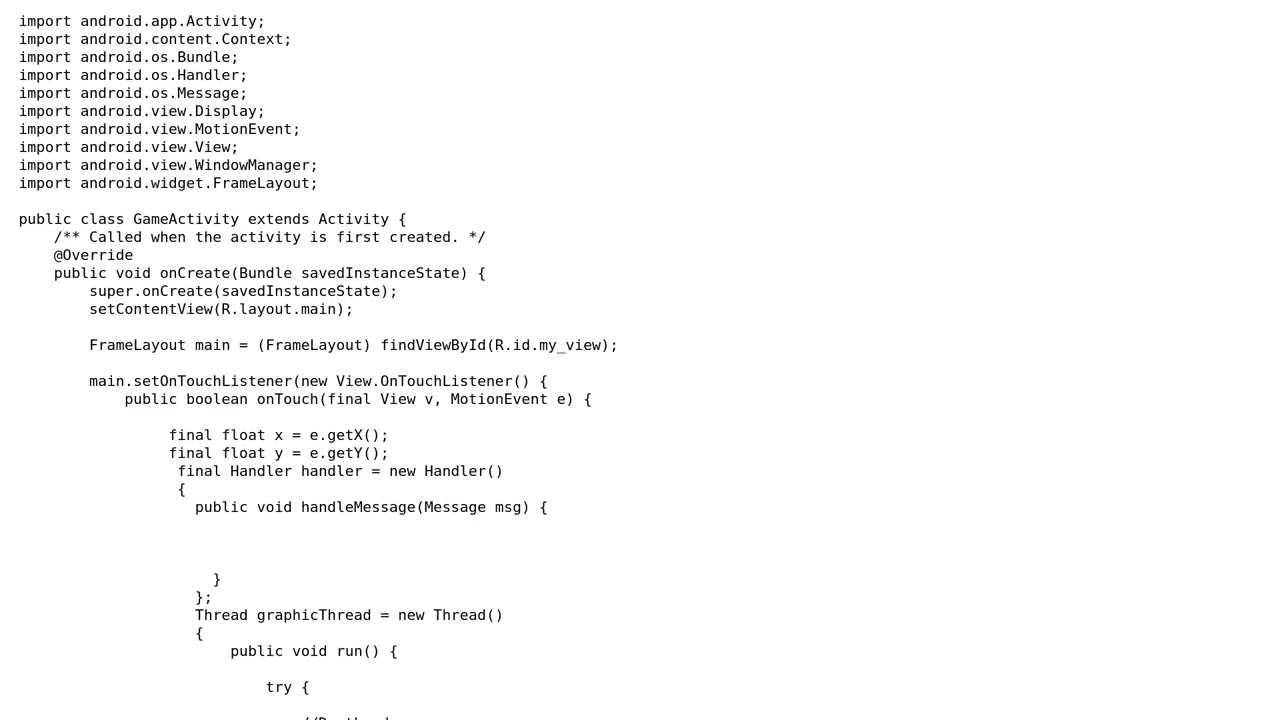 import android.app.Activity;
import android.content.Context;
import android.os.Bundle;
import android.os.Handler;
import android.os.Message;
import android.view.Display;
import android.view.MotionEvent;
import android.view.View;
import android.view.WindowManager;
import android.widget.FrameLayout;

public class GameActivity extends Activity {
    /** Called when the activity is first created. */
    @Override
    public void onCreate(Bundle savedInstanceState) {
        super.onCreate(savedInstanceState);
        setContentView(R.layout.main);

        FrameLayout main = (FrameLayout) findViewById(R.id.my_view);

        main.setOnTouchListener(new View.OnTouchListener() {
            public boolean onTouch(final View v, MotionEvent e) {

                 final float x = e.getX();
                 final float y = e.getY();
                  final Handler handler = new Handler()
                  {
                    public void handleMessage(Message msg) {



                      }
                    };
                    Thread graphicThread = new Thread()
                    {
                        public void run() {

                            try {